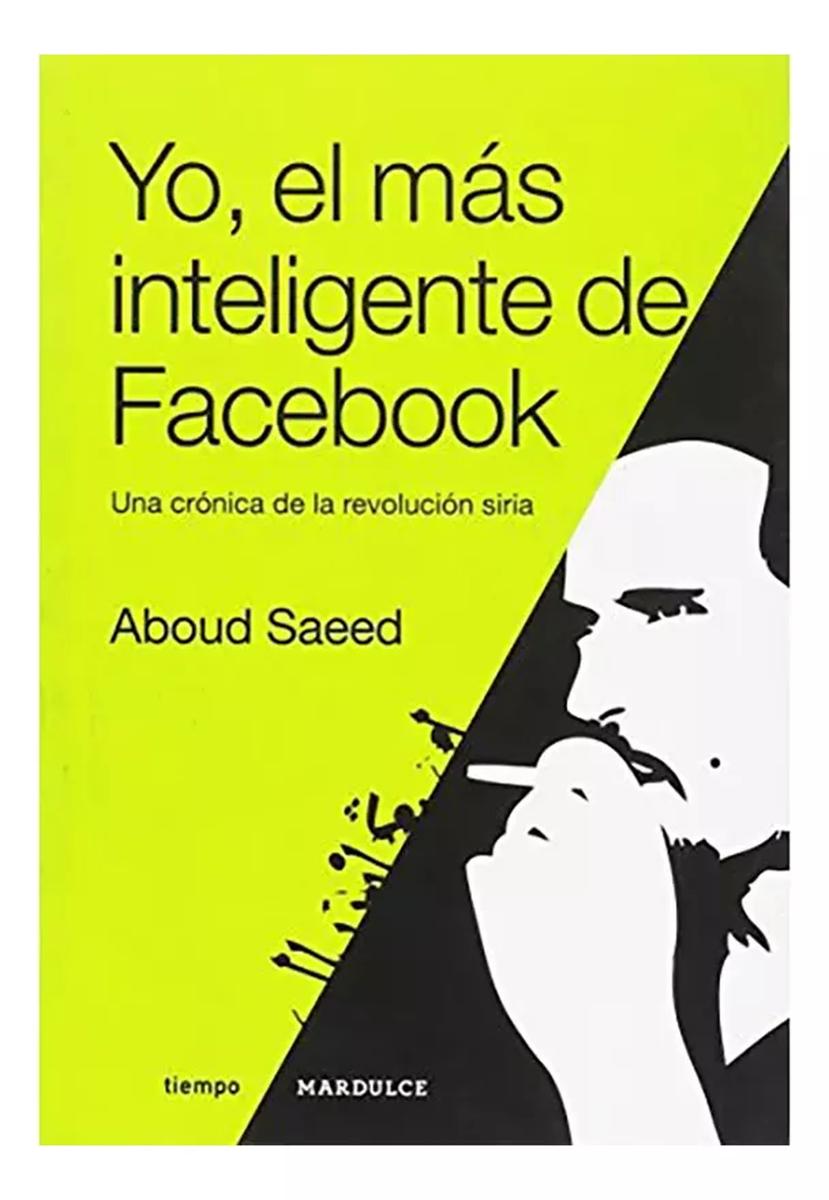 Yo, el más
inteligente de
Facebook
Una crónica de la revolución siria
Aboud Saeed
tiempo
MARDULCE